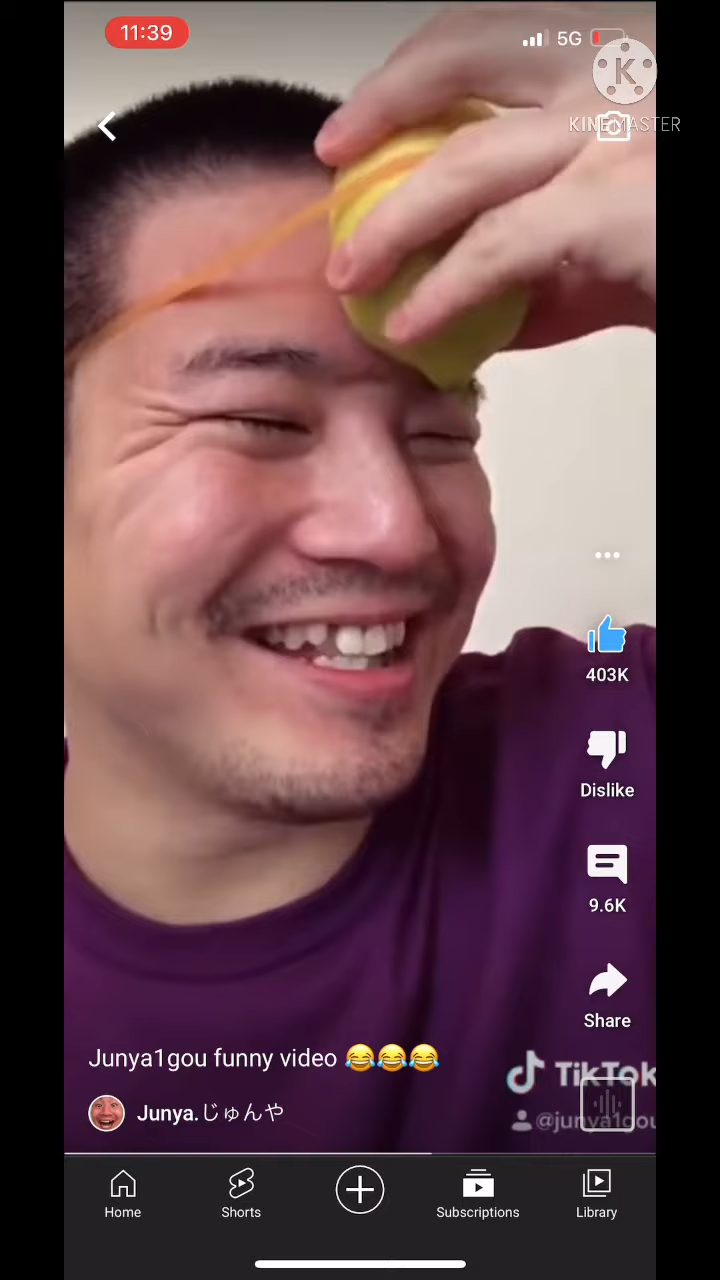 11:39
5G
K
KINEMASTER
403K
Dislike
9.6K
Share
Junya1gou funny video 😂😂😂
Junya.じゅんや
TikTok
@junya1gou
Home
Shorts
Subscriptions
Library